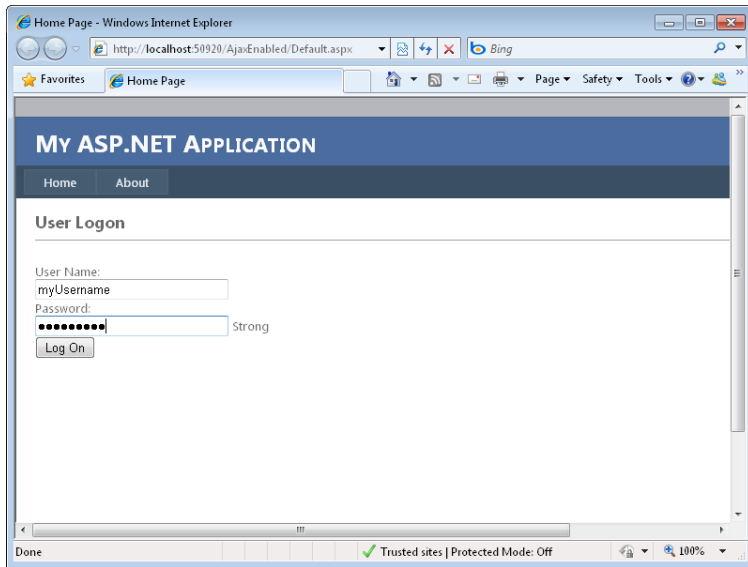 Home Page - Windows Internet Explorer
http://localhost:50920/AjaxEnabled/Default.aspx
Bing
Favorites
Home Page
Page
Safety
Tools
»
MY ASP.NET APPLICATION
Home
About
User Logon
User Name:
myUsername
Password:
●●●●●●●●● Strong
Log On
Done
Trusted sites | Protected Mode: Off
100%